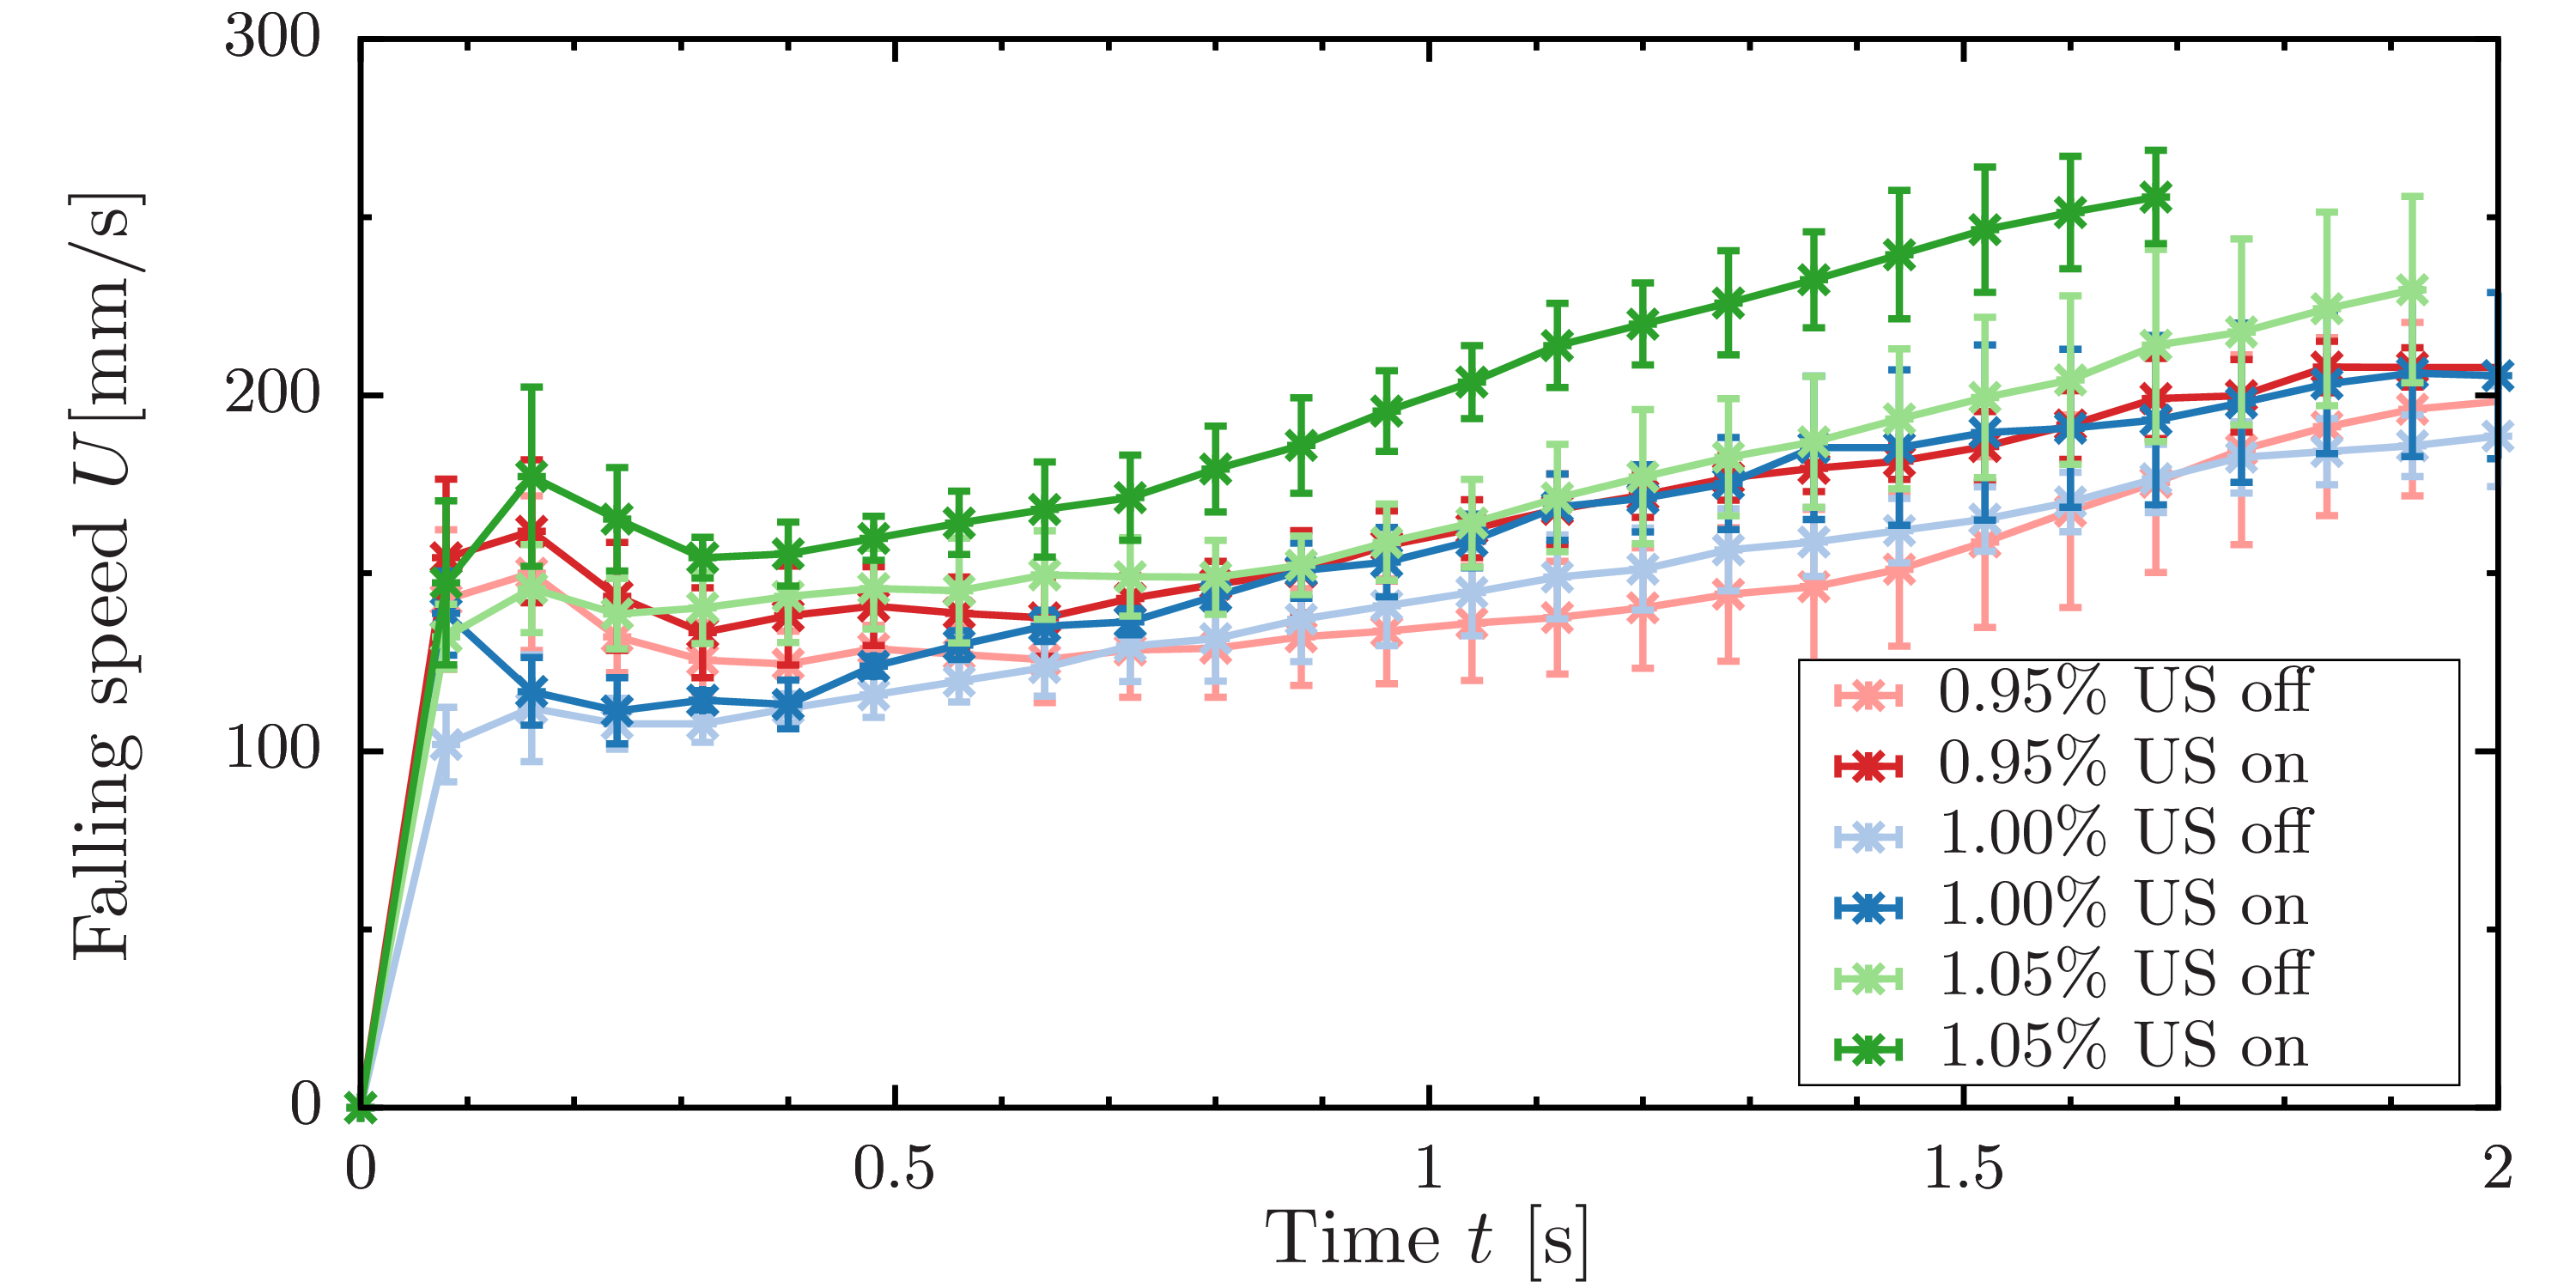 300
200
100
0
Falling speed U[mm/s]
0.95% US off
0.95% US on
1.00% US off
1.00% US on
1.05% US off
1.05% US on
0 0.5 1 1.5 2
Time t [s]